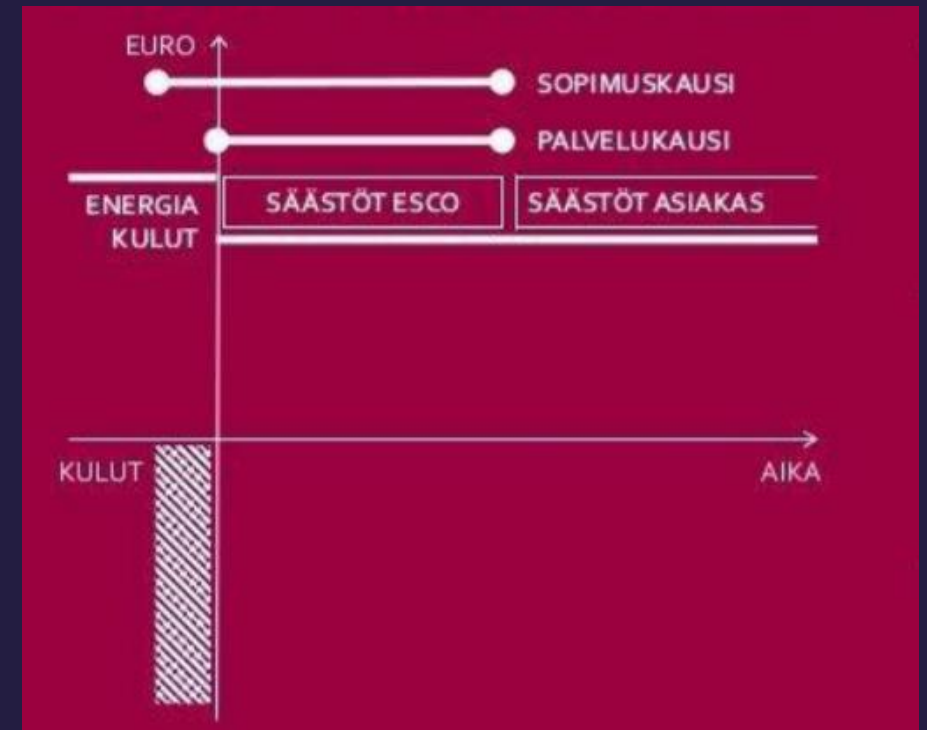 EURO
SOPIMUSKAUSI
PALVELUKAUSI
ENERGIA
KULUT
SÄÄSTÖT ESCO
SÄÄSTÖT ASIAKAS
KULUT
AIKA